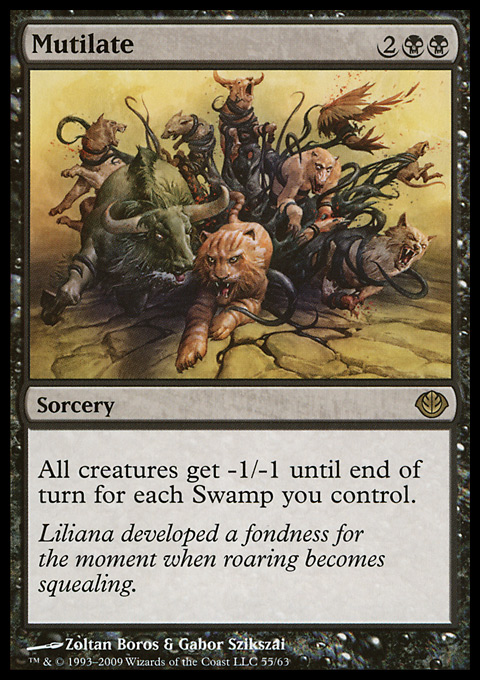 Mutilate 2
Sorcery
All creatures get -1/-1 until end of
turn for each Swamp you control.
Liliana developed a fondness for
the moment when roaring becomes
squealing.
Zoltan Boros & Gabor Szikszai
™ & © 1993–2009 Wizards of the Coast LLC 55/63